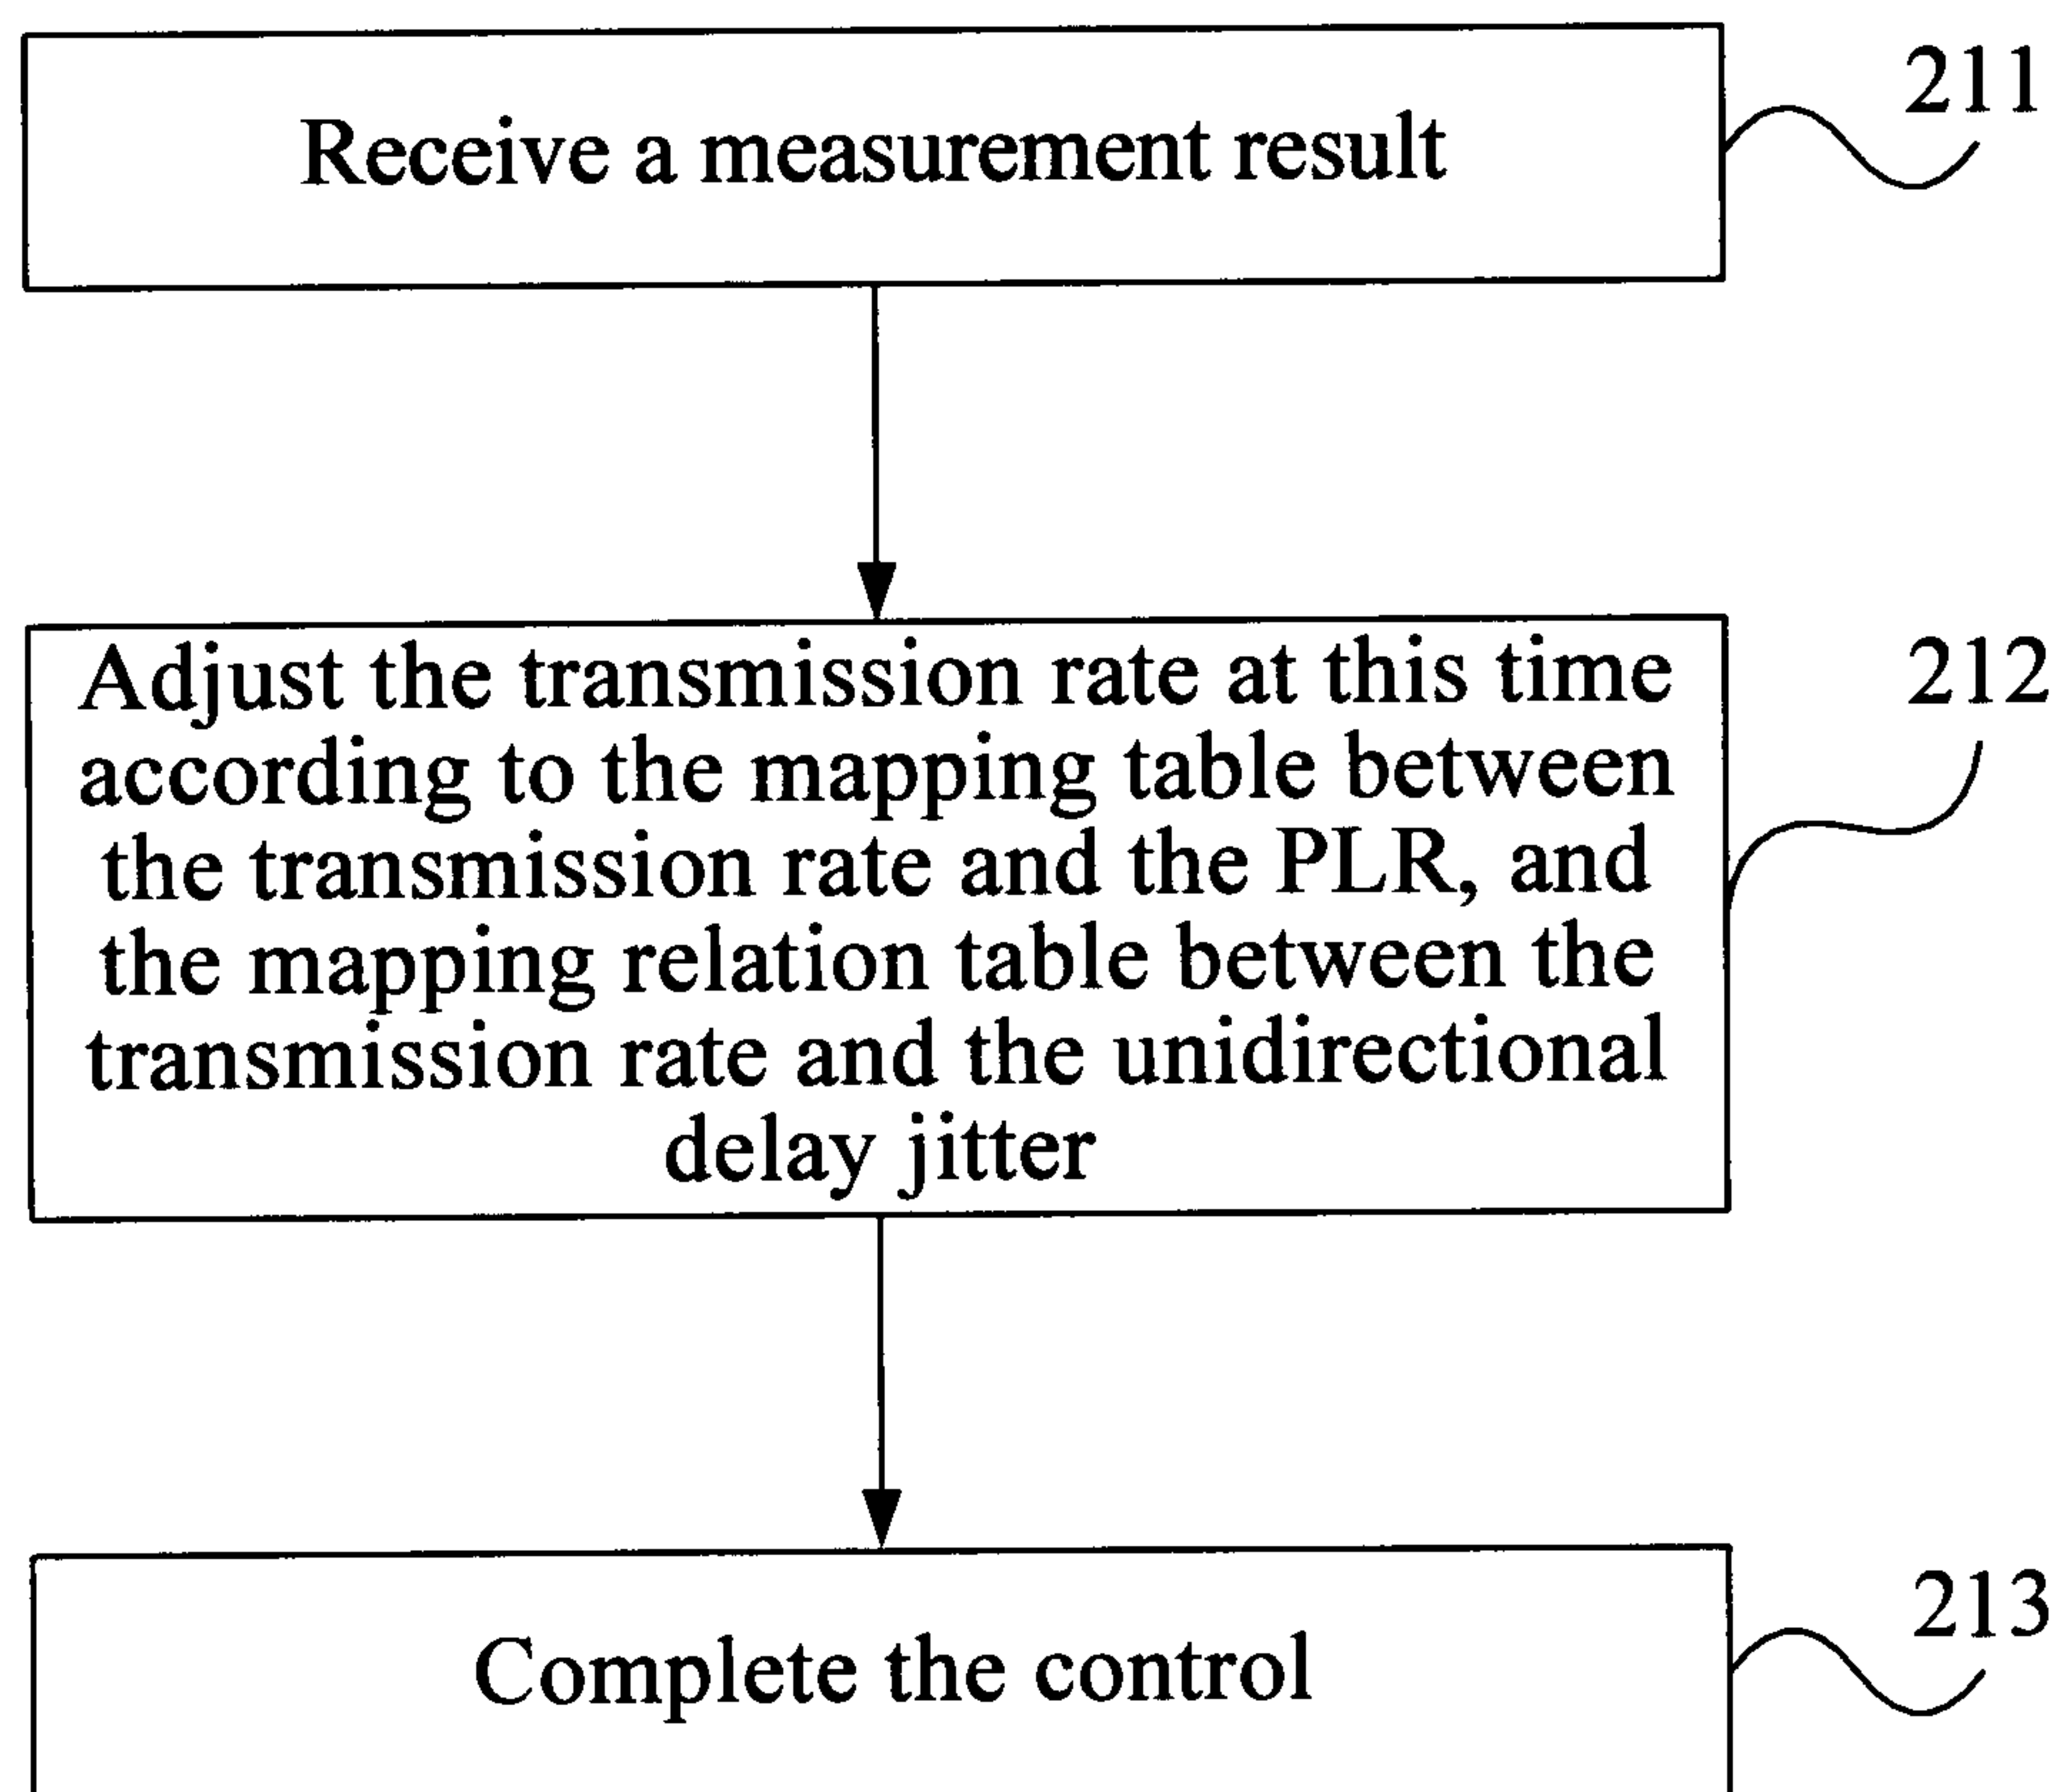 Receive a measurement result
211
Adjust the transmission rate at this time
212
according to the mapping table between
the transmission rate and the PLR, and
the mapping relation table between the
transmission rate and the unidirectional
delay jitter
Complete the control
213